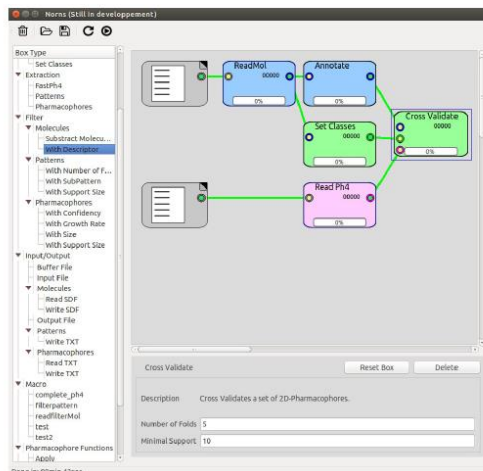 Norns (Still in developpement)
Box Type
Set Classes
Extraction
FastPh4
Patterns
Pharmacophores
Filter
Molecules
Substract Molecu...
With Descriptor
Patterns
With Number of F...
With SubPattern
With Support Size
Pharmacophores
With Confidency
With Growth Rate
With Size
With Support Size
Input/Output
Buffer File
Input File
Molecules
Read SDF
Write SDF
Output File
Patterns
Write TXT
Pharmacophores
Read TXT
Write TXT
Macro
complete_ph4
filterpattern
readfilterMol
test
test2
Pharmacophore Functions
Apply
ReadMol
00000
0%
Annotate
00000
0%
Set Classes
00000
0%
Cross Validate
00000
0%
Read Ph4
00000
0%
Cross Validate
Reset Box
Delete
Description Cross Validates a set of 2D-Pharmacophores.
Number of Folds 5
Minimal Support 10